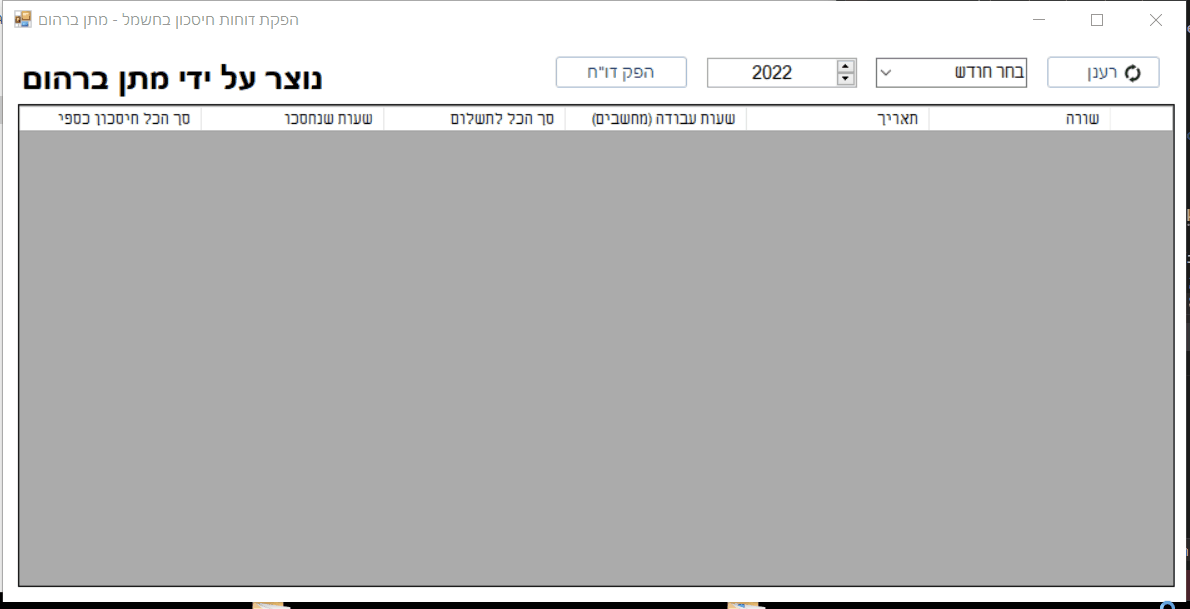 הפקת דוחות חיסכון בחשמל - מתן ברהום
רענן
בחר חודש
2022
הפק דו"ח
נוצר על ידי מתן ברהום
שורה
תאריך
שעות עבודה (מחשבים)
סך הכל לתשלום
שעות שנחסכו
סך הכל חיסכון כספי